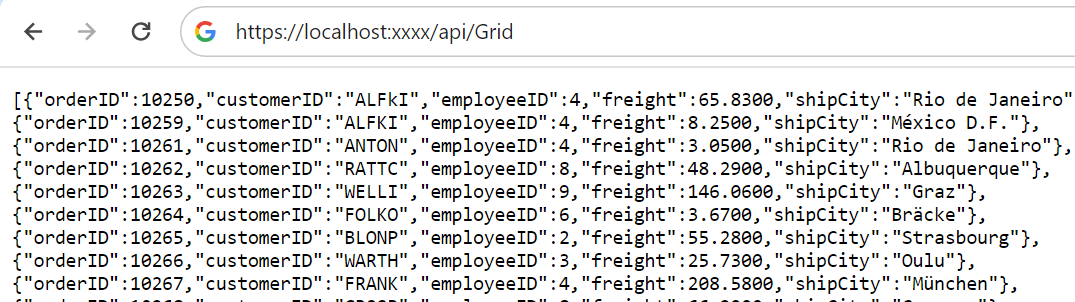 https://localhost:xxxx/api/Grid
[{"orderID":10250,"customerID":"ALFkI","employeeID":4,"freight":65.8300,"shipCity":"Rio de Janeiro"
{"orderID":10259,"customerID":"ALFKI","employeeID":4,"freight":8.2500,"shipCity":"México D.F."},
{"orderID":10261,"customerID":"ANTON","employeeID":4,"freight":3.0500,"shipCity":"Rio de Janeiro"},
{"orderID":10262,"customerID":"RATTC","employeeID":8,"freight":48.2900,"shipCity":"Albuquerque"},
{"orderID":10263,"customerID":"WELLI","employeeID":9,"freight":146.0600,"shipCity":"Graz"},
{"orderID":10264,"customerID":"FOLKO","employeeID":6,"freight":3.6700,"shipCity":"Bräcke"},
{"orderID":10265,"customerID":"BLONP","employeeID":2,"freight":55.2800,"shipCity":"Strasbourg"},
{"orderID":10266,"customerID":"WARTH","employeeID":3,"freight":25.7300,"shipCity":"Oulu"},
{"orderID":10267,"customerID":"FRANK","employeeID":4,"freight":208.5800,"shipCity":"München"},